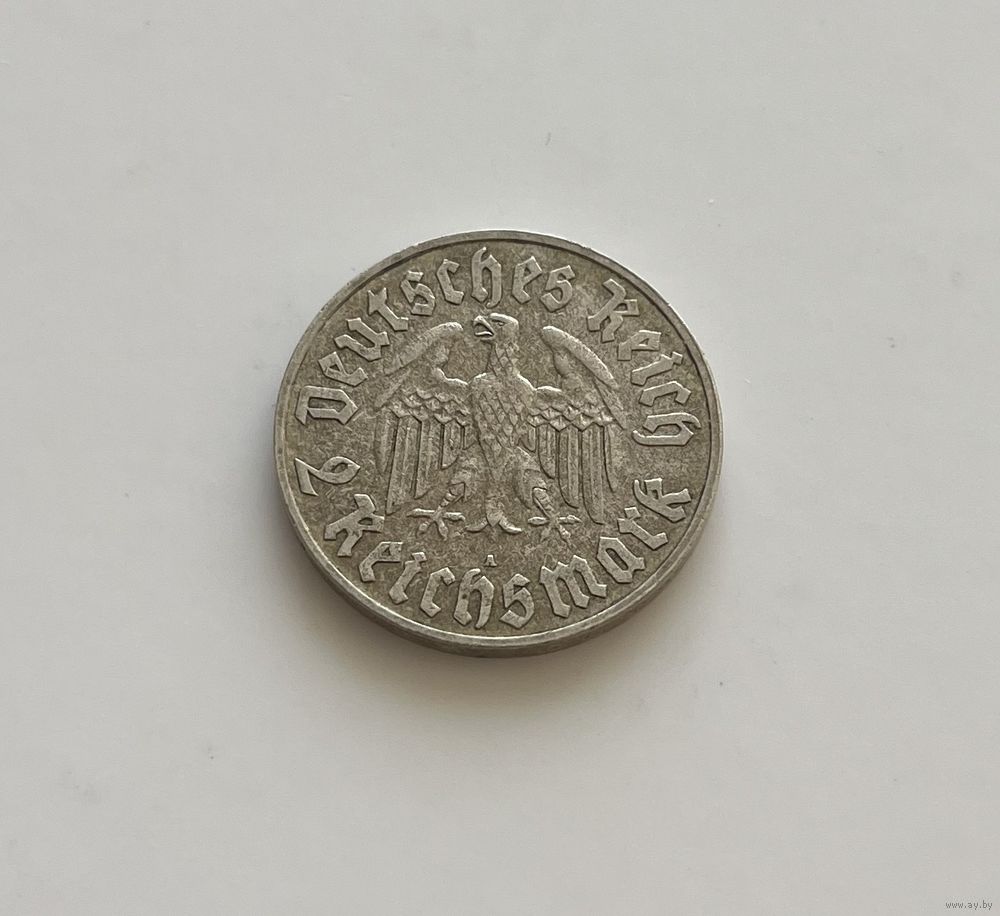 Deutsches Reich
2 Reichsmark
A
www.ay.by